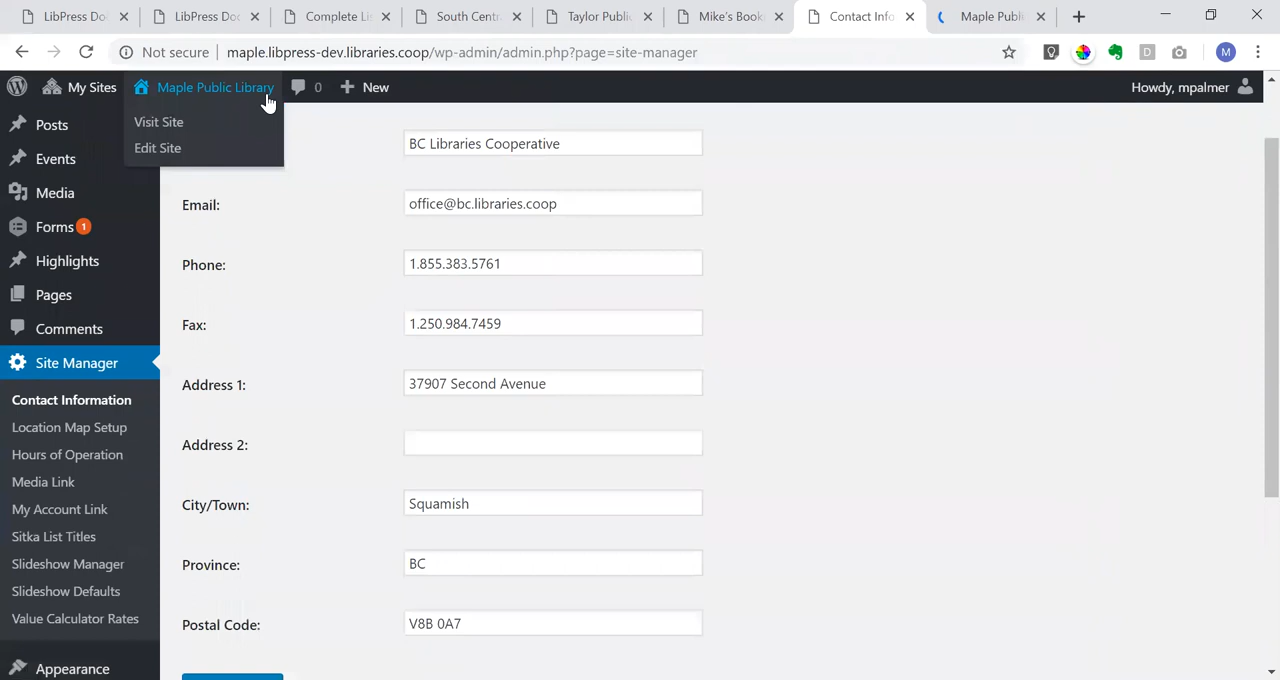 LibPress Do
LibPress Doc
Complete Li
South Centr
Taylor Public
Mike's Book
Contact Info
Maple Publi
Not secure
maple.libpress-dev.libraries.coop/wp-admin/admin.php?page=site-manager
D
M
My Sites
Maple Public Library
0
New
Howdy, mpalmer
Visit Site
Edit Site
Posts
Events
Media
Forms 1
Highlights
Pages
Comments
Site Manager
Contact Information
Location Map Setup
Hours of Operation
Media Link
My Account Link
Sitka List Titles
Slideshow Manager
Slideshow Defaults
Value Calculator Rates
Appearance
BC Libraries Cooperative
Email: office@bc.libraries.coop
Phone: 1.855.383.5761
Fax: 1.250.984.7459
Address 1: 37907 Second Avenue
Address 2:
City/Town: Squamish
Province: BC
Postal Code: V8B 0A7